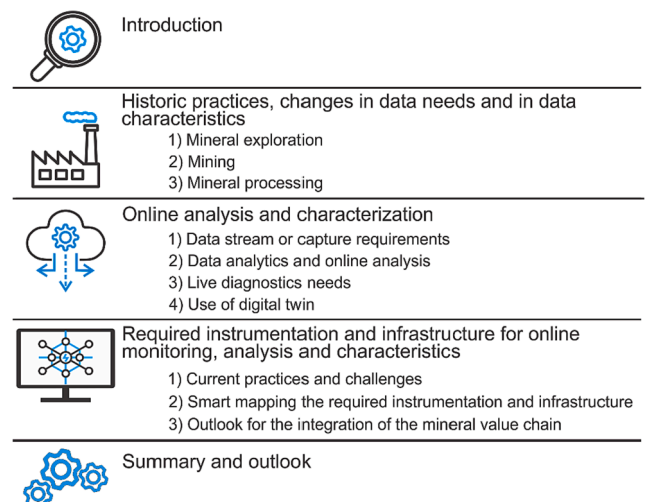 Introduction
Historic practices, changes in data needs and in data
characteristics
1) Mineral exploration
2) Mining
3) Mineral processing
Online analysis and characterization
1) Data stream or capture requirements
2) Data analytics and online analysis
3) Live diagnostics needs
4) Use of digital twin
Required instrumentation and infrastructure for online
monitoring, analysis and characteristics
1) Current practices and challenges
2) Smart mapping the required instrumentation and infrastructure
3) Outlook for the integration of the mineral value chain
Summary and outlook